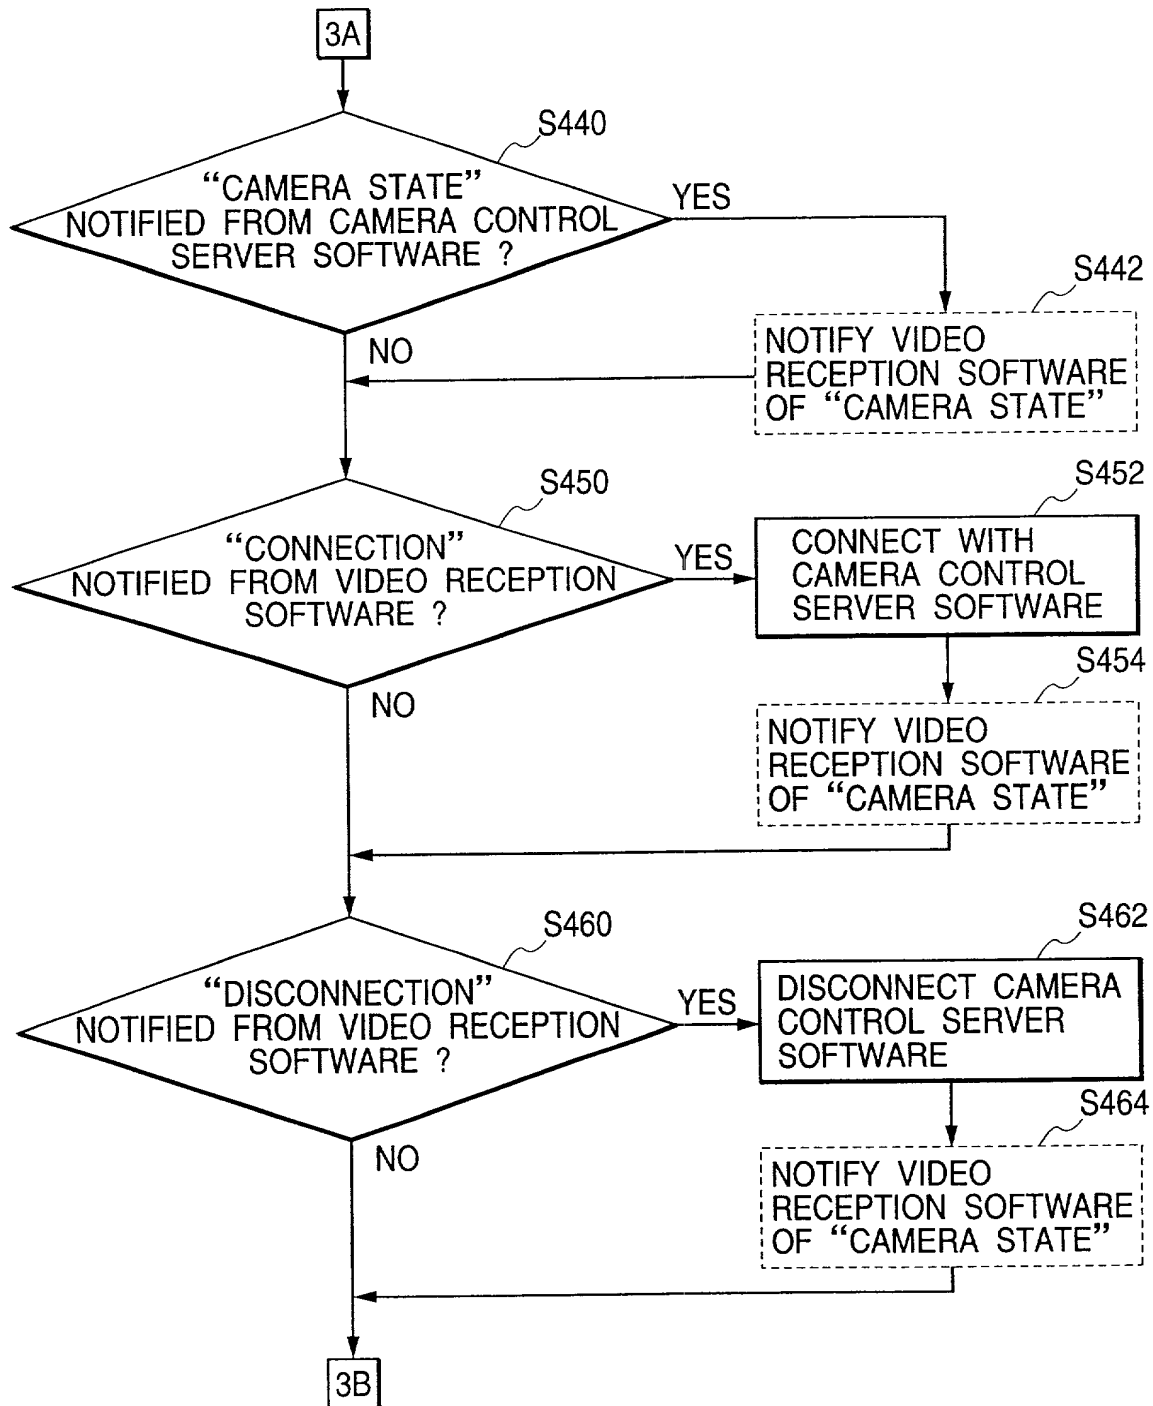 3A
S440
“CAMERA STATE”
NOTIFIED FROM CAMERA CONTROL
SERVER SOFTWARE ?
YES
S442
NOTIFY VIDEO
RECEPTION SOFTWARE
OF “CAMERA STATE”
NO
S450
“CONNECTION”
NOTIFIED FROM VIDEO RECEPTION
SOFTWARE ?
YES
S452
CONNECT WITH
CAMERA CONTROL
SERVER SOFTWARE
NO
S454
NOTIFY VIDEO
RECEPTION SOFTWARE
OF “CAMERA STATE”
S460
“DISCONNECTION”
NOTIFIED FROM VIDEO RECEPTION
SOFTWARE ?
YES
S462
DISCONNECT CAMERA
CONTROL SERVER
SOFTWARE
NO
S464
NOTIFY VIDEO
RECEPTION SOFTWARE
OF “CAMERA STATE”
3B